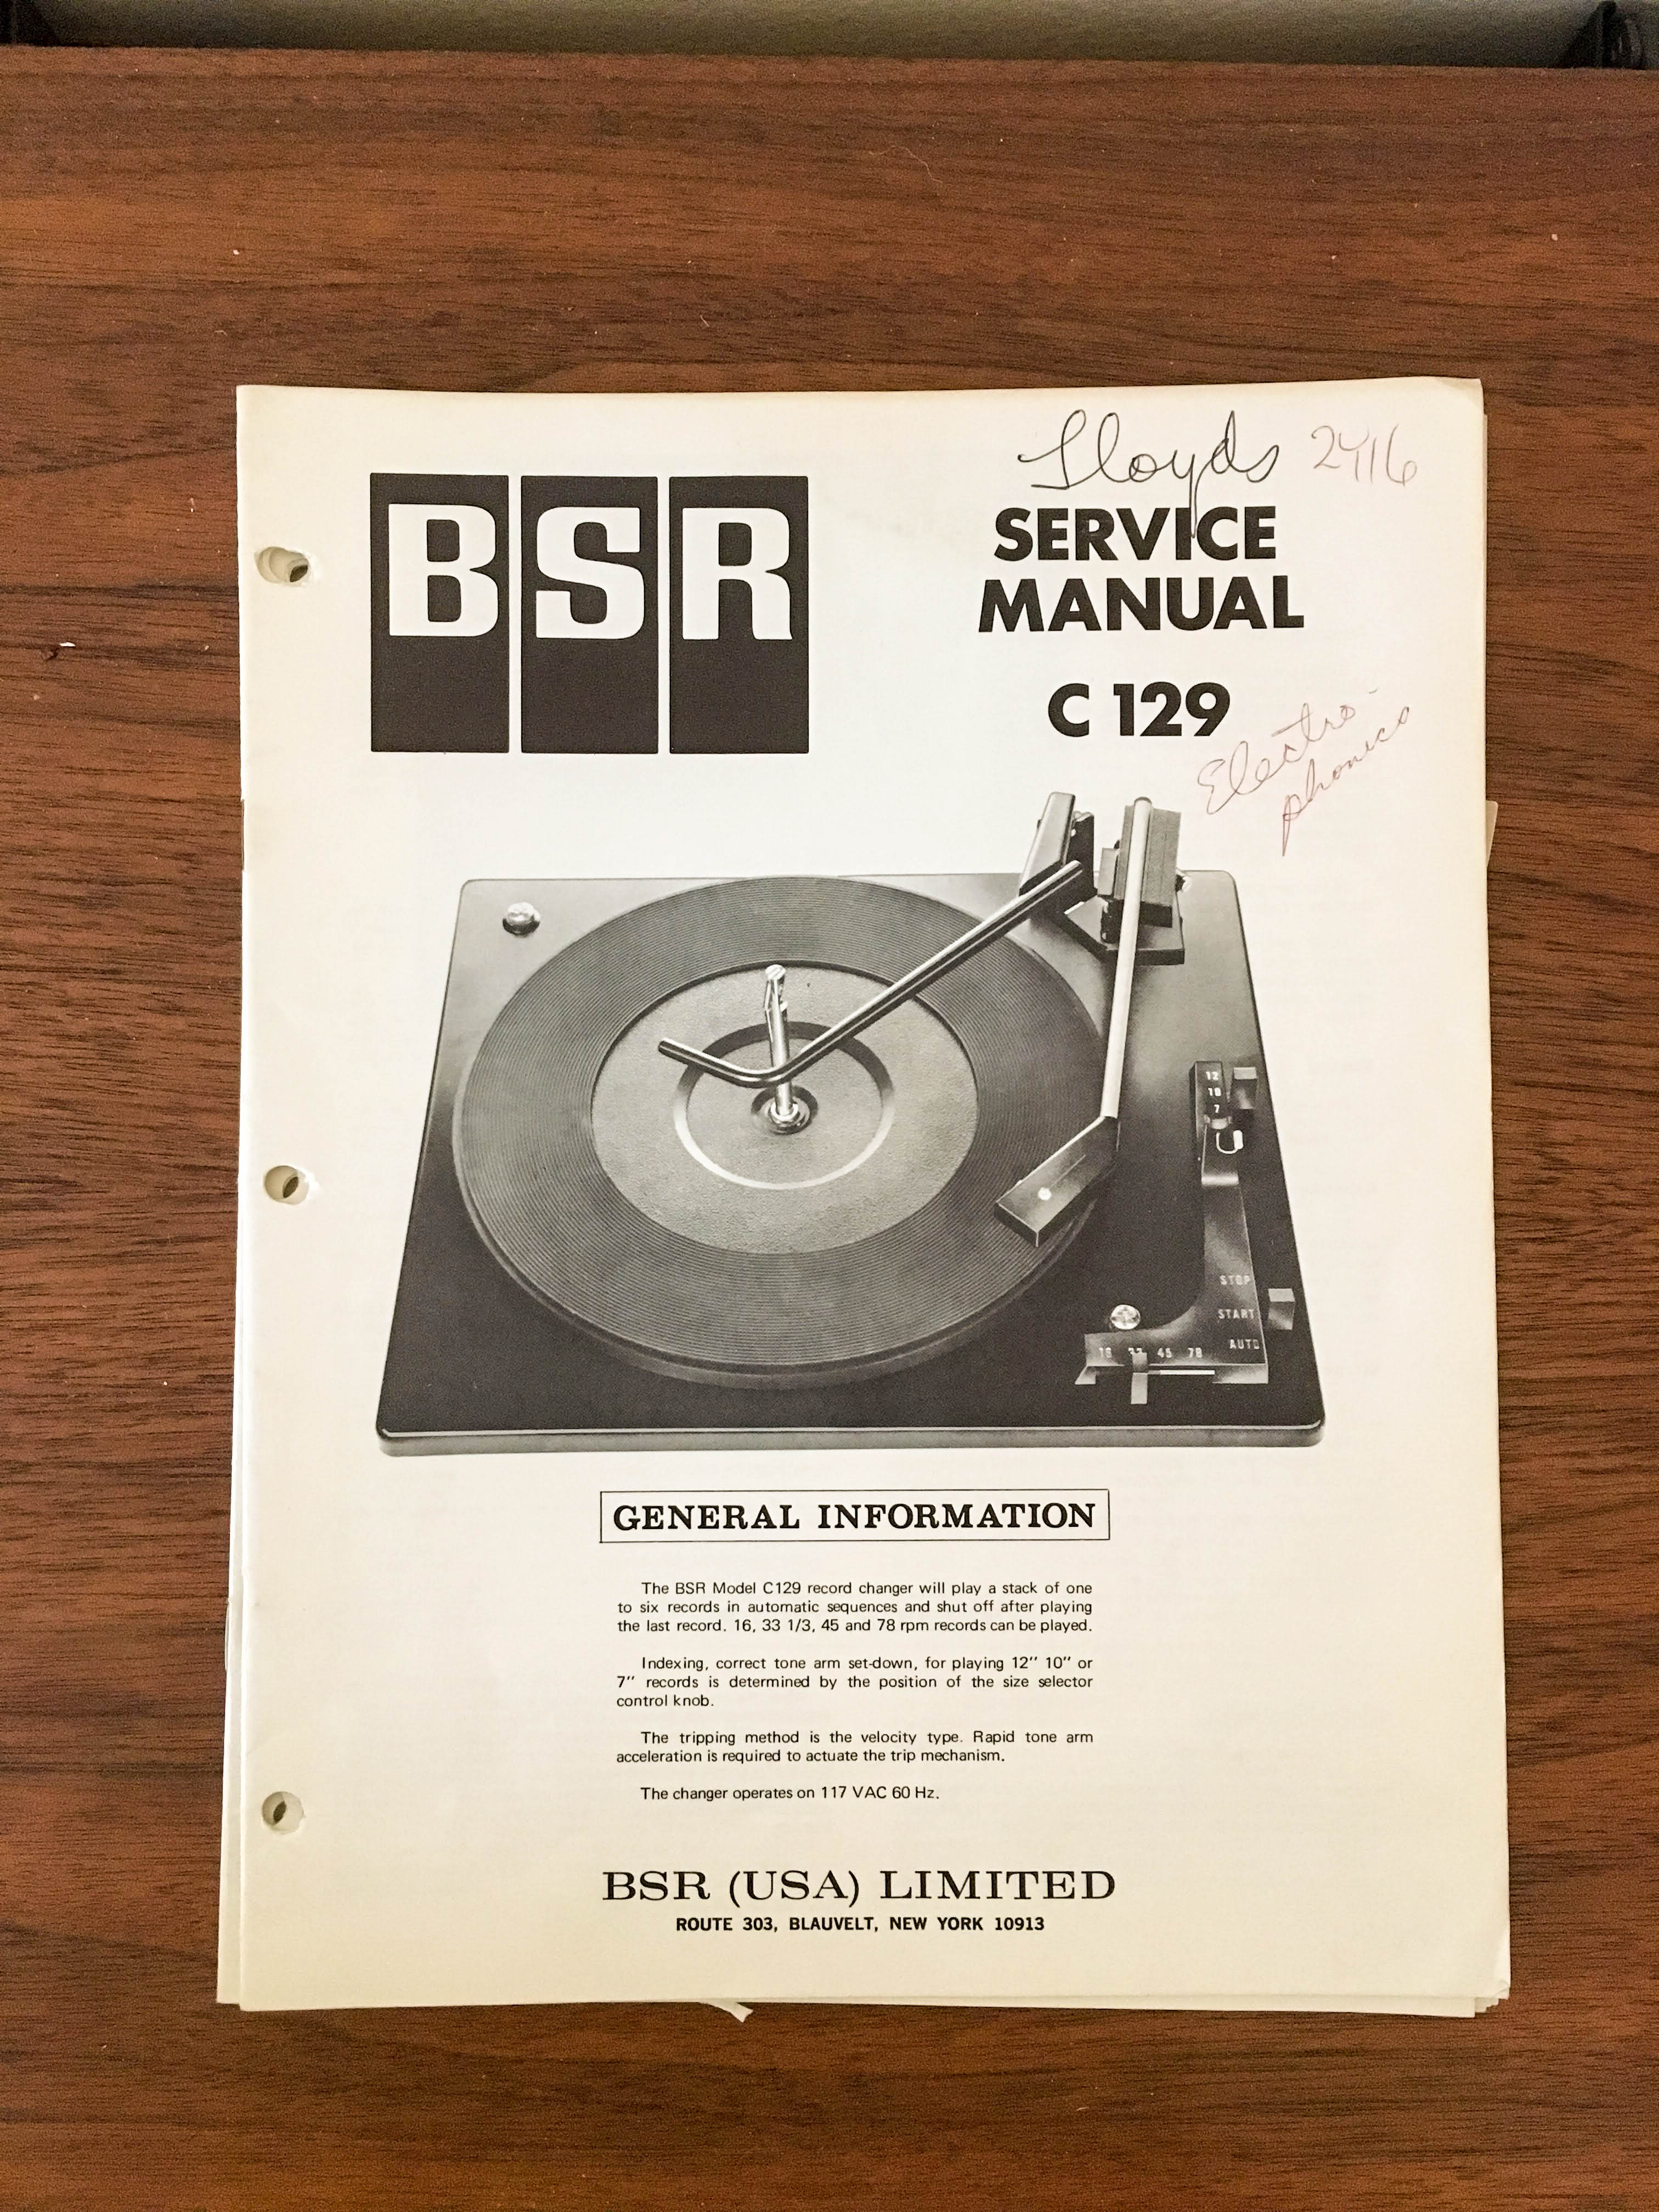 Lloyds 2416
BSR
SERVICE
MANUAL
C 129
Electro-
phonics
12
10
7
STOP
START
AUTO
16 33 45 78
GENERAL INFORMATION
The BSR Model C129 record changer will play a stack of one
to six records in automatic sequences and shut off after playing
the last record. 16, 33 1/3, 45 and 78 rpm records can be played.
Indexing, correct tone arm set-down, for playing 12'' 10'' or
7'' records is determined by the position of the size selector
control knob.
The tripping method is the velocity type. Rapid tone arm
acceleration is required to actuate the trip mechanism.
The changer operates on 117 VAC 60 Hz.
BSR (USA) LIMITED
ROUTE 303, BLAUVELT, NEW YORK 10913